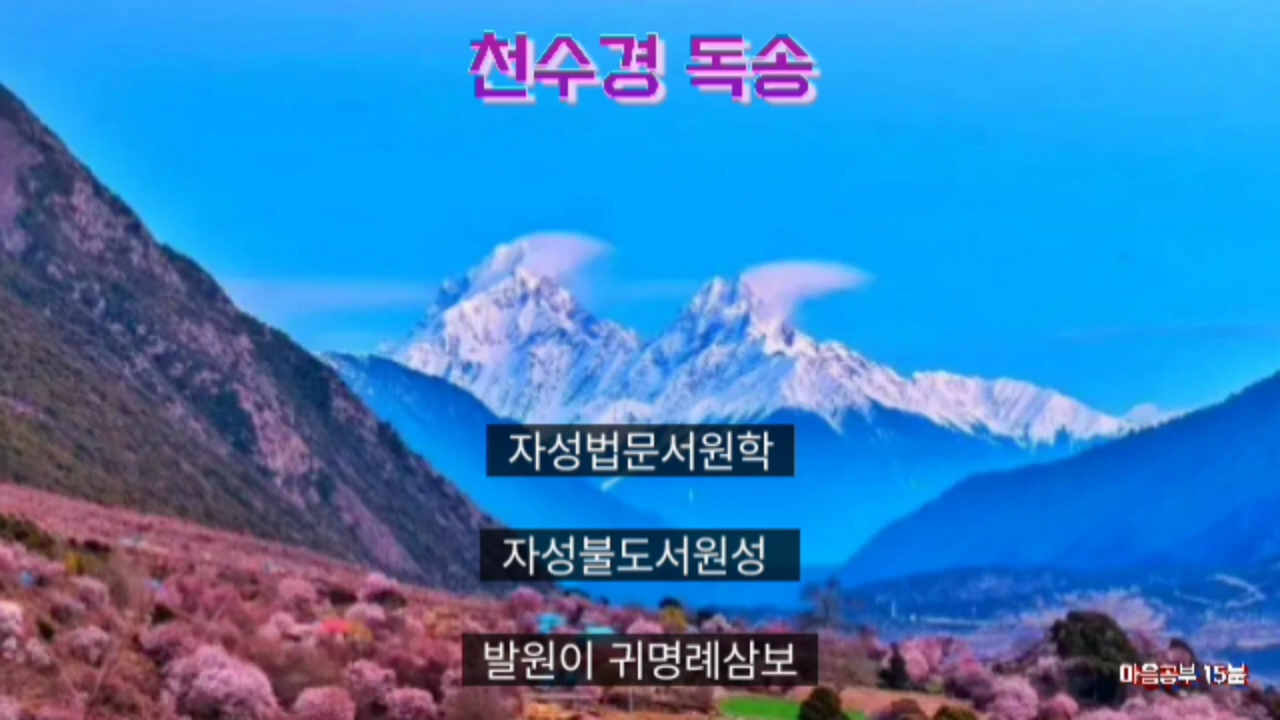 천수경 독송
자성법문서원학
자성불도서원성
발원이 귀명례삼보
마음공부 15분